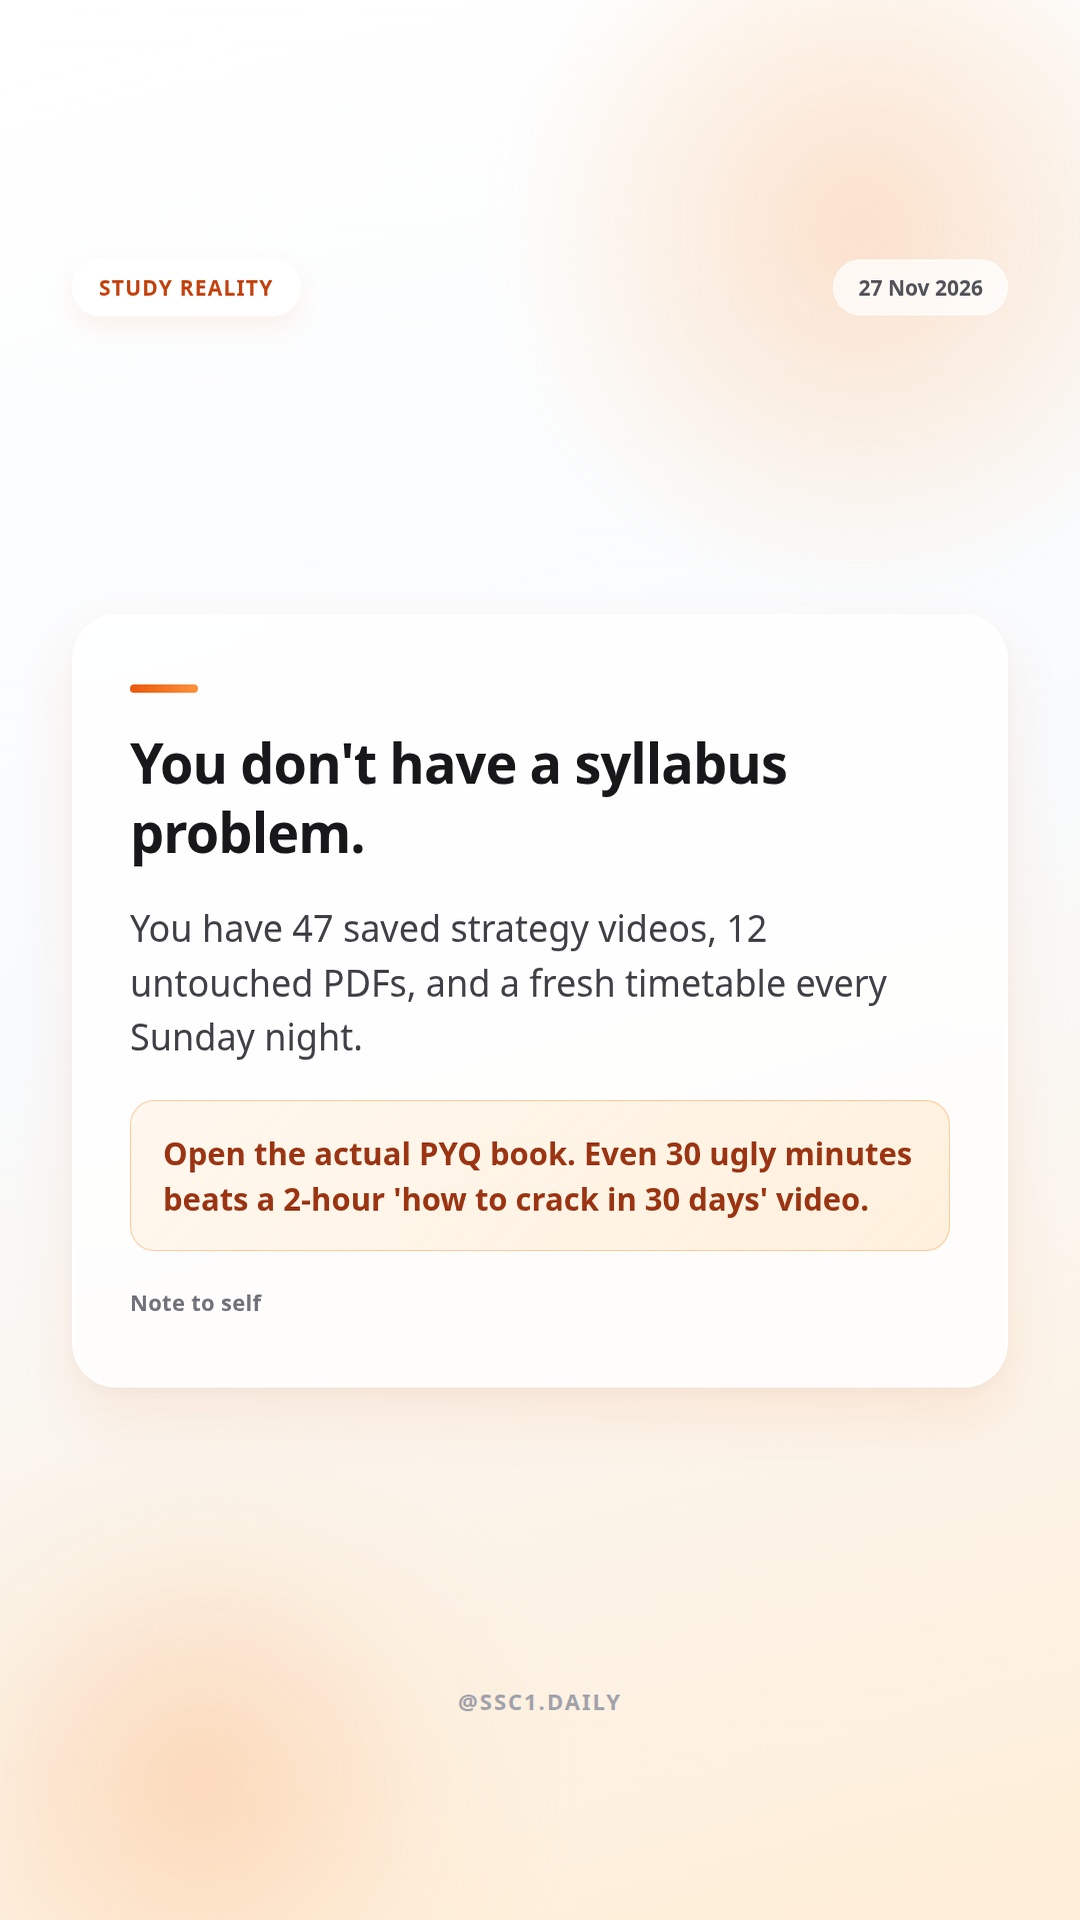 STUDY REALITY
27 Nov 2026
You don't have a syllabus
problem.
You have 47 saved strategy videos, 12
untouched PDFs, and a fresh timetable every
Sunday night.
Open the actual PYQ book. Even 30 ugly minutes
beats a 2-hour 'how to crack in 30 days' video.
Note to self
@SSC1.DAILY